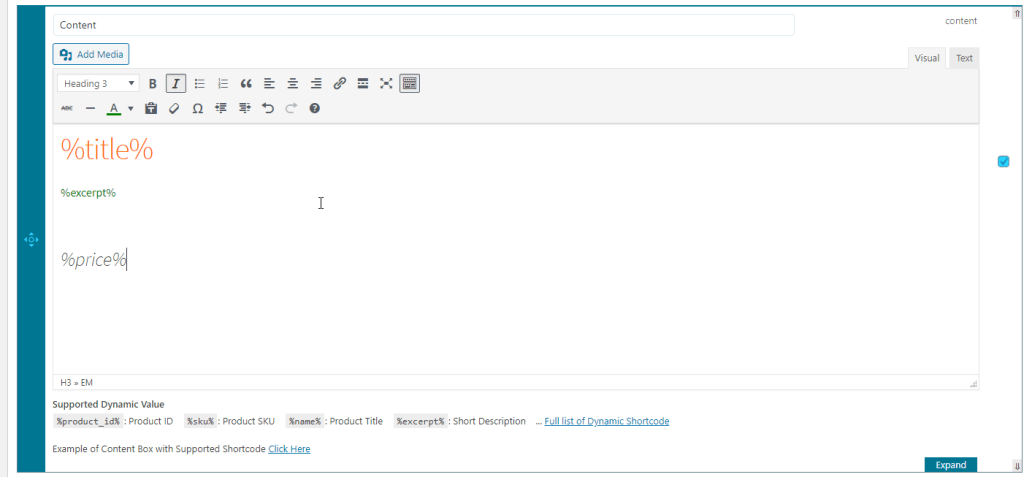 Content
content
Add Media
Visual Text
Heading 3 B I
ABC A Ω
%title%
%excerpt%
%price%
H3 » EM
Supported Dynamic Value
%product_id% : Product ID %sku% : Product SKU %name% : Product Title %excerpt% : Short Description ... Full list of Dynamic Shortcode
Example of Content Box with Supported Shortcode Click Here
Expand